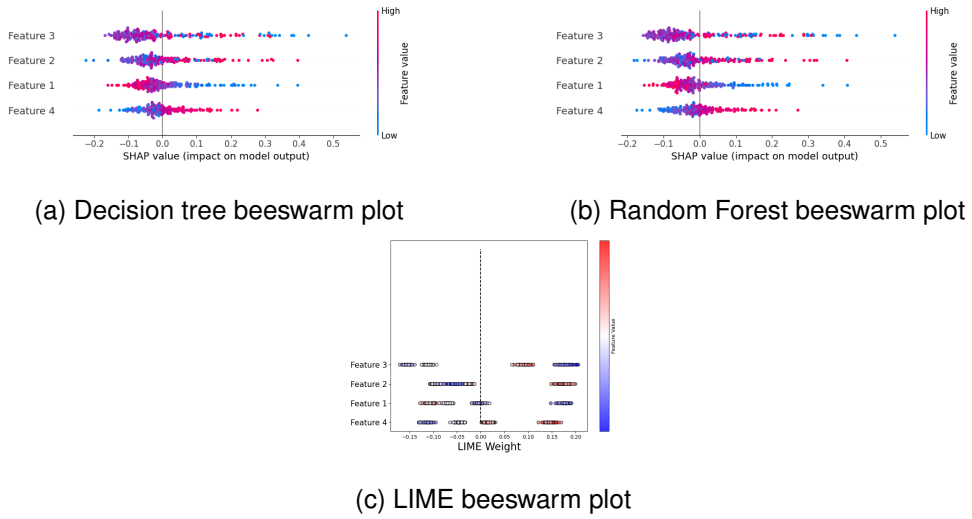 High
Feature 3
Feature 2
Feature 1
Feature 4
Feature value
Low
−0.2 −0.1 0.0 0.1 0.2 0.3 0.4 0.5
SHAP value (impact on model output)
(a) Decision tree beeswarm plot
High
Feature 3
Feature 2
Feature 1
Feature 4
Feature value
Low
−0.2 −0.1 0.0 0.1 0.2 0.3 0.4 0.5
SHAP value (impact on model output)
(b) Random Forest beeswarm plot
Feature 3
Feature 2
Feature 1
Feature 4
Feature Value
−0.15 −0.10 −0.05 0.00 0.05 0.10 0.15 0.20
LIME Weight
(c) LIME beeswarm plot